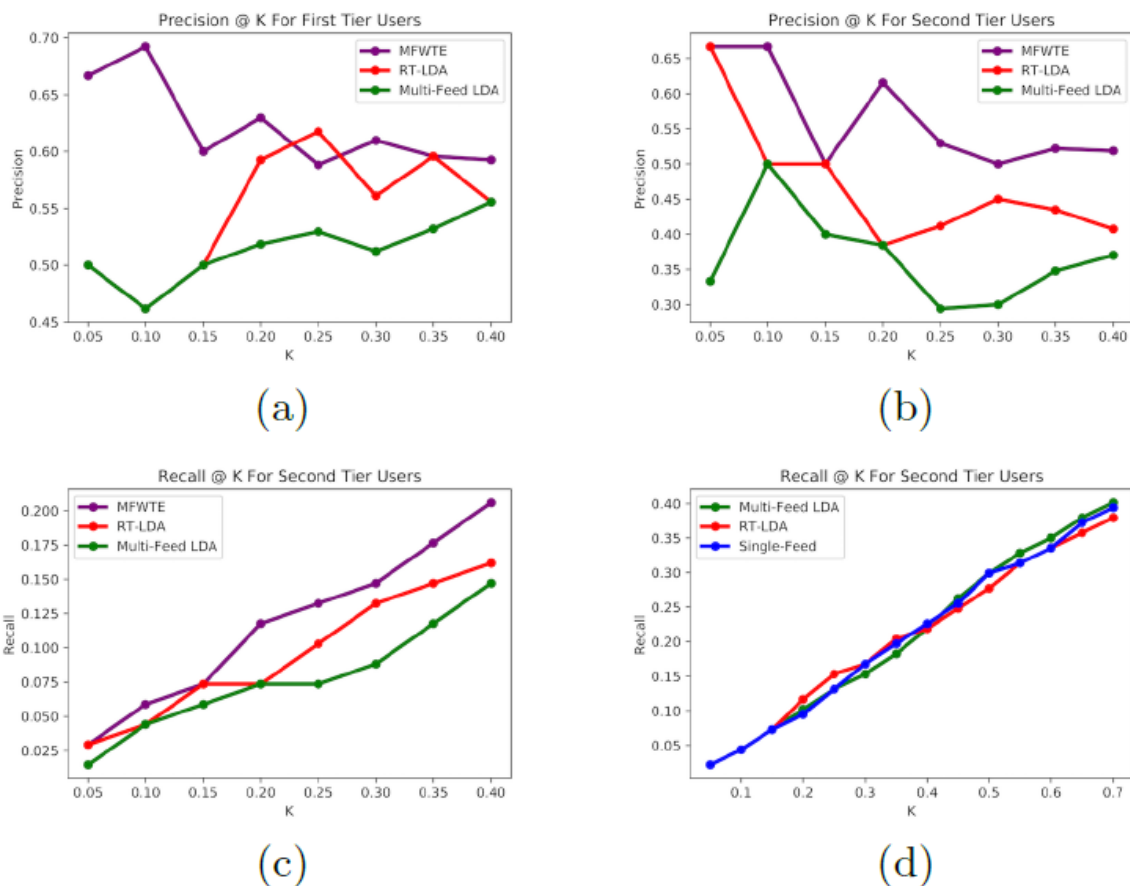 Precision @ K For First Tier Users
MFWTE
RT-LDA
Multi-Feed LDA
0.70
0.65
0.60
0.55
0.50
0.45
Precision
0.05 0.10 0.15 0.20 0.25 0.30 0.35 0.40
K
(a)
Precision @ K For Second Tier Users
MFWTE
RT-LDA
Multi-Feed LDA
0.65
0.60
0.55
0.50
0.45
0.40
0.35
0.30
Precision
0.05 0.10 0.15 0.20 0.25 0.30 0.35 0.40
K
(b)
Recall @ K For Second Tier Users
MFWTE
RT-LDA
Multi-Feed LDA
0.200
0.175
0.150
0.125
0.100
0.075
0.050
0.025
Recall
0.05 0.10 0.15 0.20 0.25 0.30 0.35 0.40
K
(c)
Recall @ K For Second Tier Users
Multi-Feed LDA
RT-LDA
Single-Feed
0.40
0.35
0.30
0.25
0.20
0.15
0.10
0.05
Recall
0.1 0.2 0.3 0.4 0.5 0.6 0.7
K
(d)